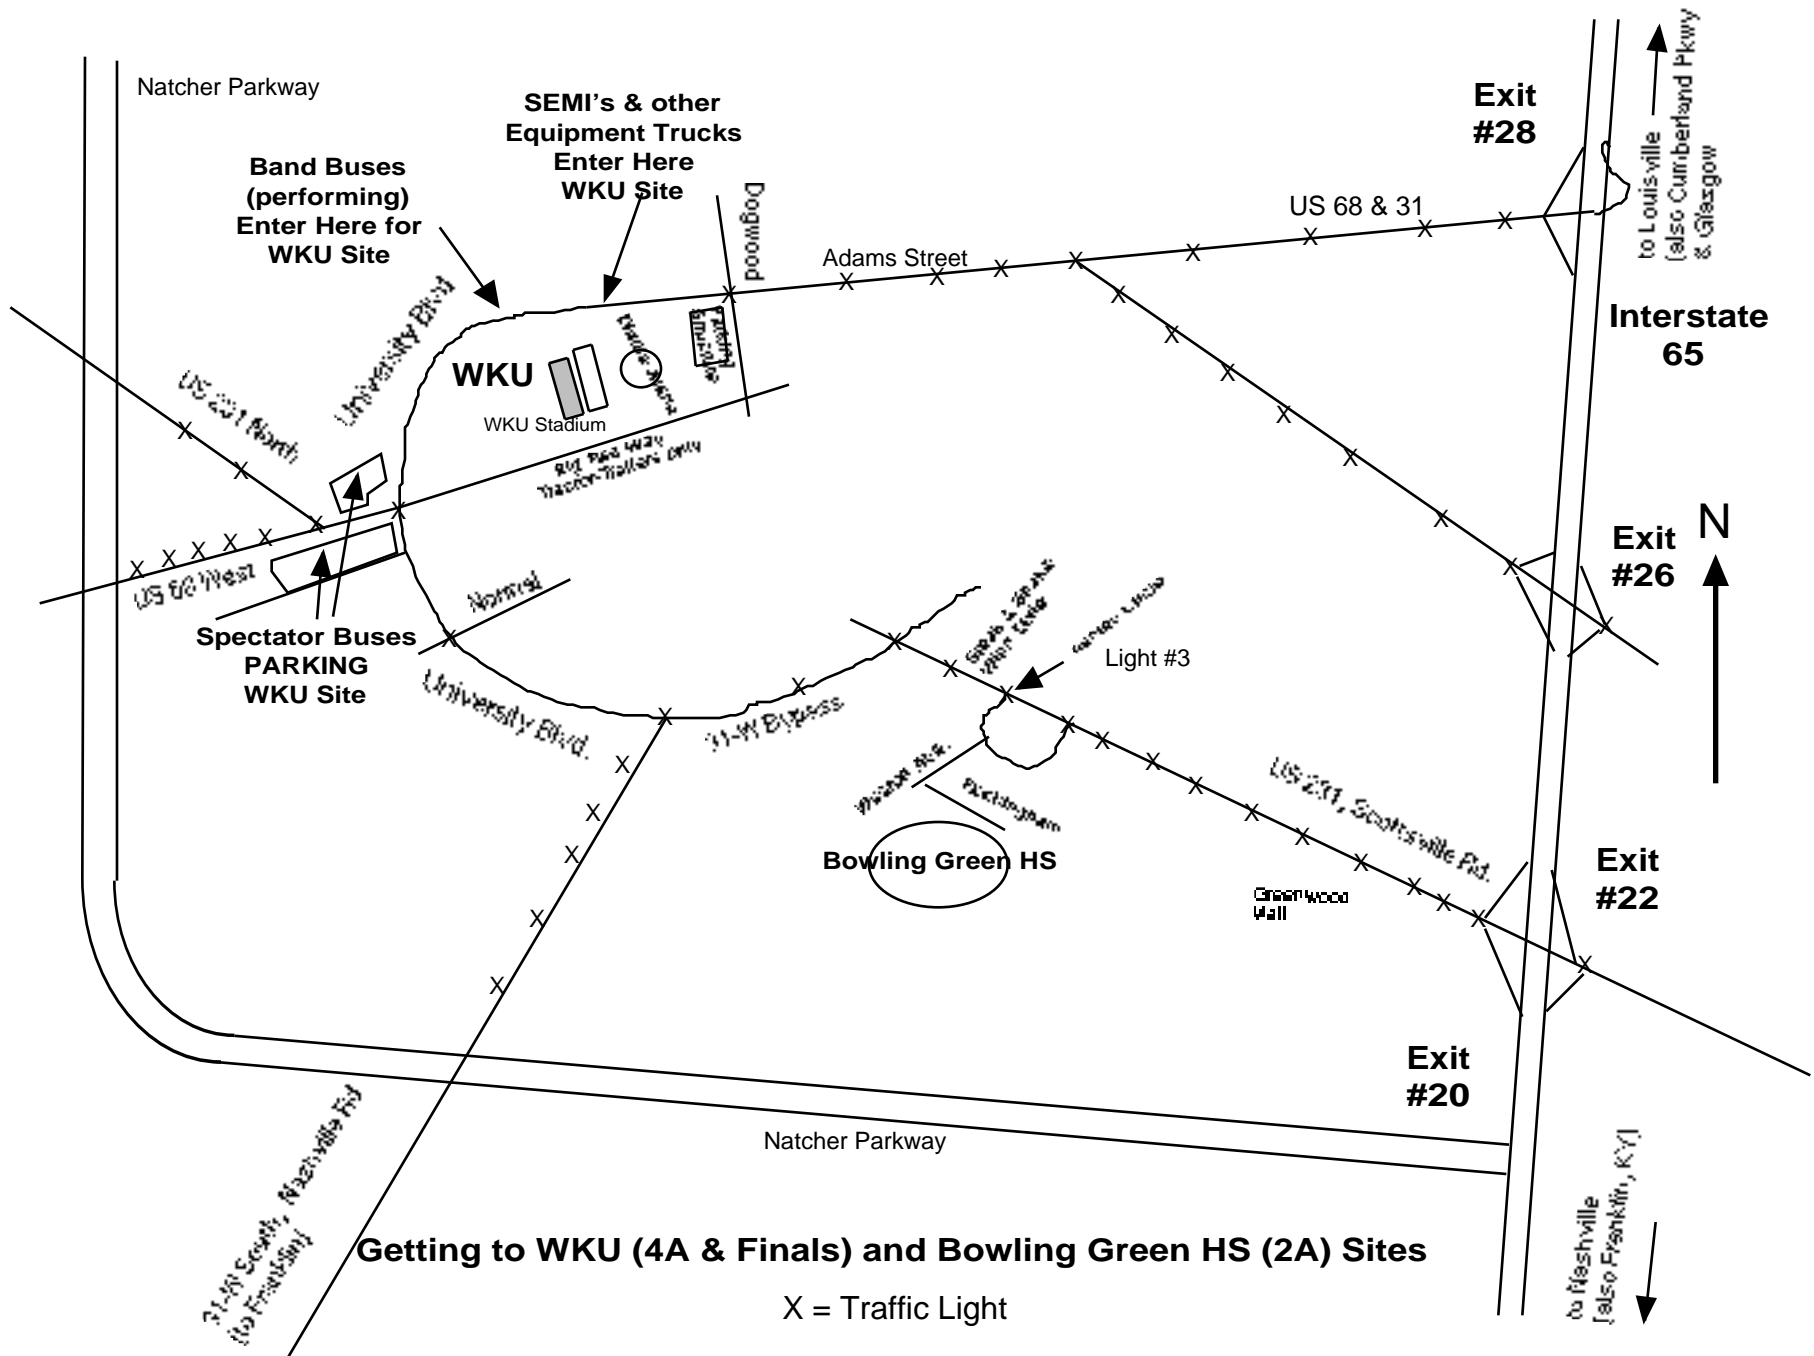 Natcher Parkway
SEMI's & other
Equipment Trucks
Enter Here
WKU Site
Band Buses
(performing)
Enter Here for
WKU Site
Exit
#28
to Louisville
(also Cumberland Pkwy
& Glasgow
Dogwood
US 68 & 31
Adams Street
University Blvd
Interstate
65
US 231 North
WKU
WKU Stadium
Parking
Structure
Diddle Arena
Big Red Way
Tractor-Trailers Only
US 68 West
Exit
#26
N
Normal
Spectator Buses
PARKING
WKU Site
Light #3
University Blvd.
31-W Bypass
US 231, Scottsville Rd.
Rockingham
Bowling Green HS
Greenwood
Mall
Exit
#22
Exit
#20
Natcher Parkway
31-W South, Nashville Rd
(to Franklin)
to Nashville
(also Franklin, KY)
Getting to WKU (4A & Finals) and Bowling Green HS (2A) Sites
X = Traffic Light